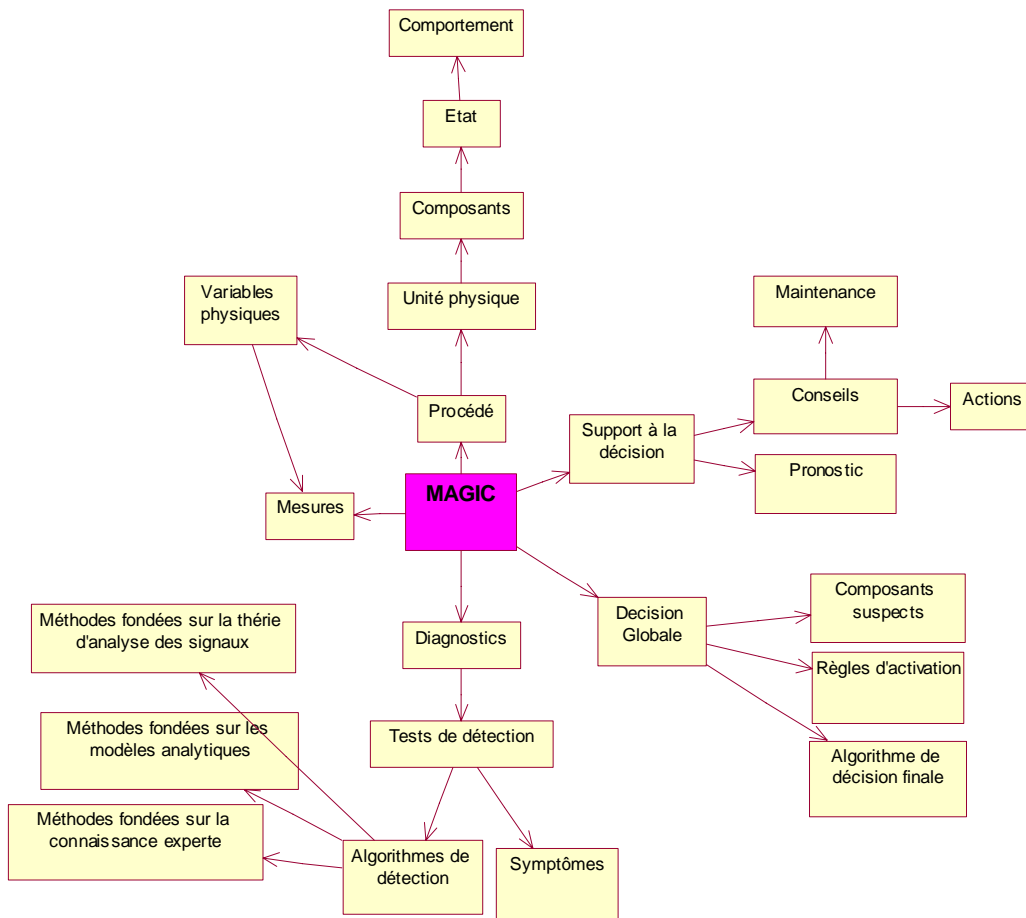 Comportement
Etat
Composants
Variables
physiques
Unité physique
Maintenance
Procédé
Support à la
décision
Conseils
Actions
Pronostic
MAGIC
Mesures
Méthodes fondées sur la thérie
d'analyse des signaux
Diagnostics
Decision
Globale
Composants
suspects
Règles d'activation
Méthodes fondées sur les
modèles analytiques
Tests de détection
Algorithme de
décision finale
Méthodes fondées sur la
connaissance experte
Algorithmes de
détection
Symptômes